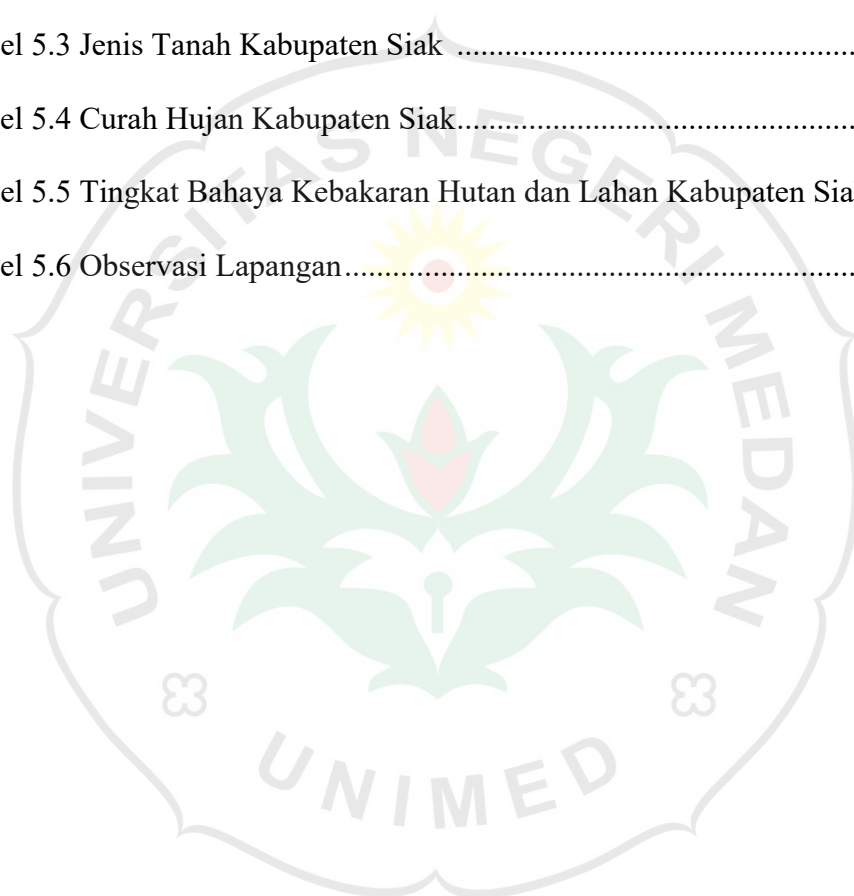 el 5.3 Jenis Tanah Kabupaten Siak ....................................................
el 5.4 Curah Hujan Kabupaten Siak....................................................
el 5.5 Tingkat Bahaya Kebakaran Hutan dan Lahan Kabupaten Sia
el 5.6 Observasi Lapangan..................................................................
UNIVERSITAS NEGERI MEDAN
UNIMED